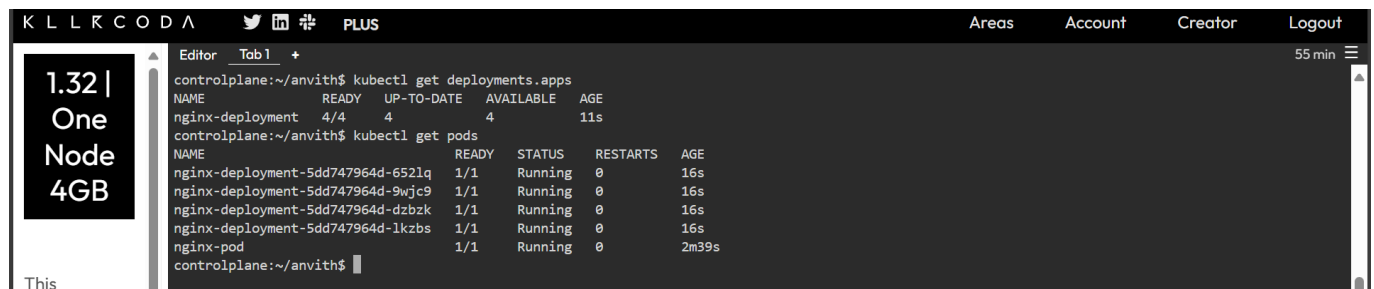 KILLERCODA PLUS Areas Account Creator Logout
Editor Tab 1 + 55 min
1.32 |
One
Node
4GB
This
controlplane:~/anvith$ kubectl get deployments.apps
NAME READY UP-TO-DATE AVAILABLE AGE
nginx-deployment 4/4 4 4 11s
controlplane:~/anvith$ kubectl get pods
NAME READY STATUS RESTARTS AGE
nginx-deployment-5dd747964d-652lq 1/1 Running 0 16s
nginx-deployment-5dd747964d-9wjc9 1/1 Running 0 16s
nginx-deployment-5dd747964d-dzbzk 1/1 Running 0 16s
nginx-deployment-5dd747964d-lkzbs 1/1 Running 0 16s
nginx-pod 1/1 Running 0 2m39s
controlplane:~/anvith$